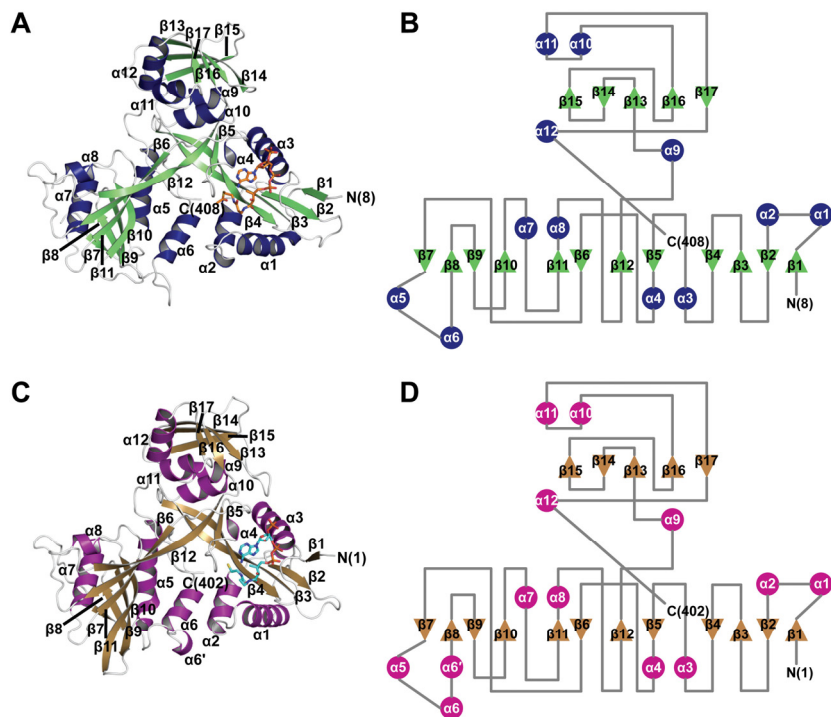 A
β13 β17 β15
α12 β16 β14
α9
α11 α10
β5 α3
β6 α4
α8
β12 β1
α7 α5 C(408) N(8)
β4 β2
β10 β3
β8 β7 α6
β11 β9 α2 α1
B
α11 α10 β17
β15 β14 β13 β16
α12 α9
α7 α8 C(408) α2 α1
β7 β8 β9 β10 β11 β6 β12 β5 β4 β3 β2 β1
N(8)
α5 α4 α3
α6
C
β17 β14
α12 β15
β16 β13
α9
α11 α10
β5 α3
β6 α4 β1
α8
β12 N(1)
α7 α5 C(402) β2
β4 β3
β10
β8 β7 α6 α2
β11 β9 α1
α6'
D
α11 α10 β17
β15 β14 β13 β16
α12 α9
α7 α8 C(402) α2 α1
β7 β8 β9 β10 β11 β6 β12 β5 β4 β3 β2 β1
N(1)
α5 α6' α4 α3
α6